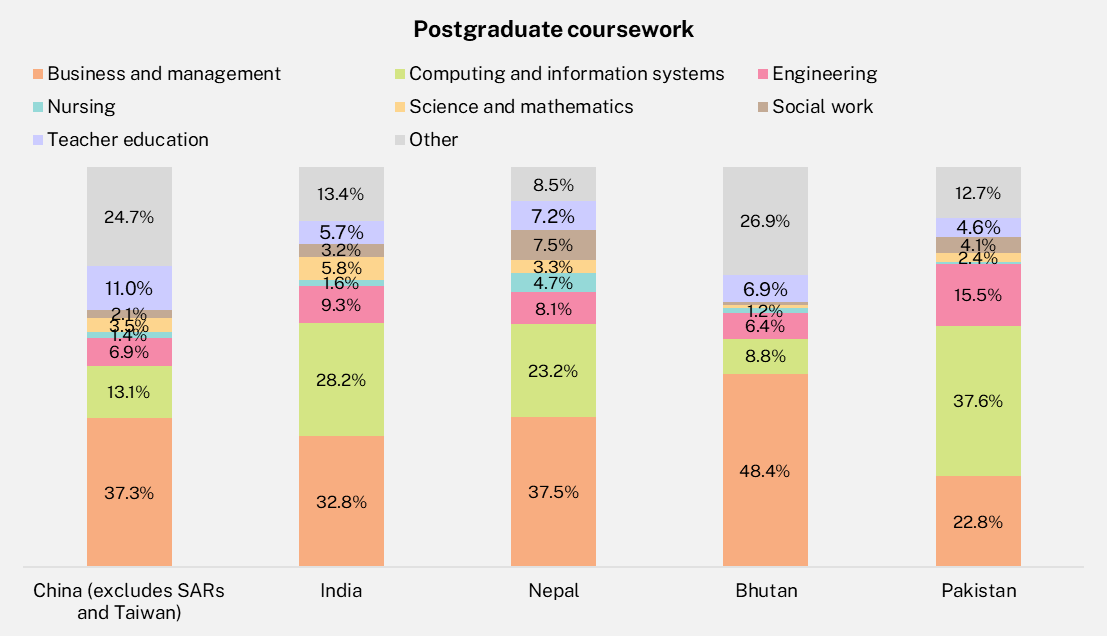 Postgraduate coursework
Business and management
Computing and information systems
Engineering
Nursing
Science and mathematics
Social work
Teacher education
Other
24.7%
11.0%
2.1%
3.5%
1.4%
6.9%
13.1%
37.3%
13.4%
5.7%
3.2%
5.8%
1.6%
9.3%
28.2%
32.8%
8.5%
7.2%
7.5%
3.3%
4.7%
8.1%
23.2%
37.5%
26.9%
6.9%
1.2%
6.4%
8.8%
48.4%
12.7%
4.6%
4.1%
2.4%
15.5%
37.6%
22.8%
China (excludes SARs
and Taiwan)
India
Nepal
Bhutan
Pakistan